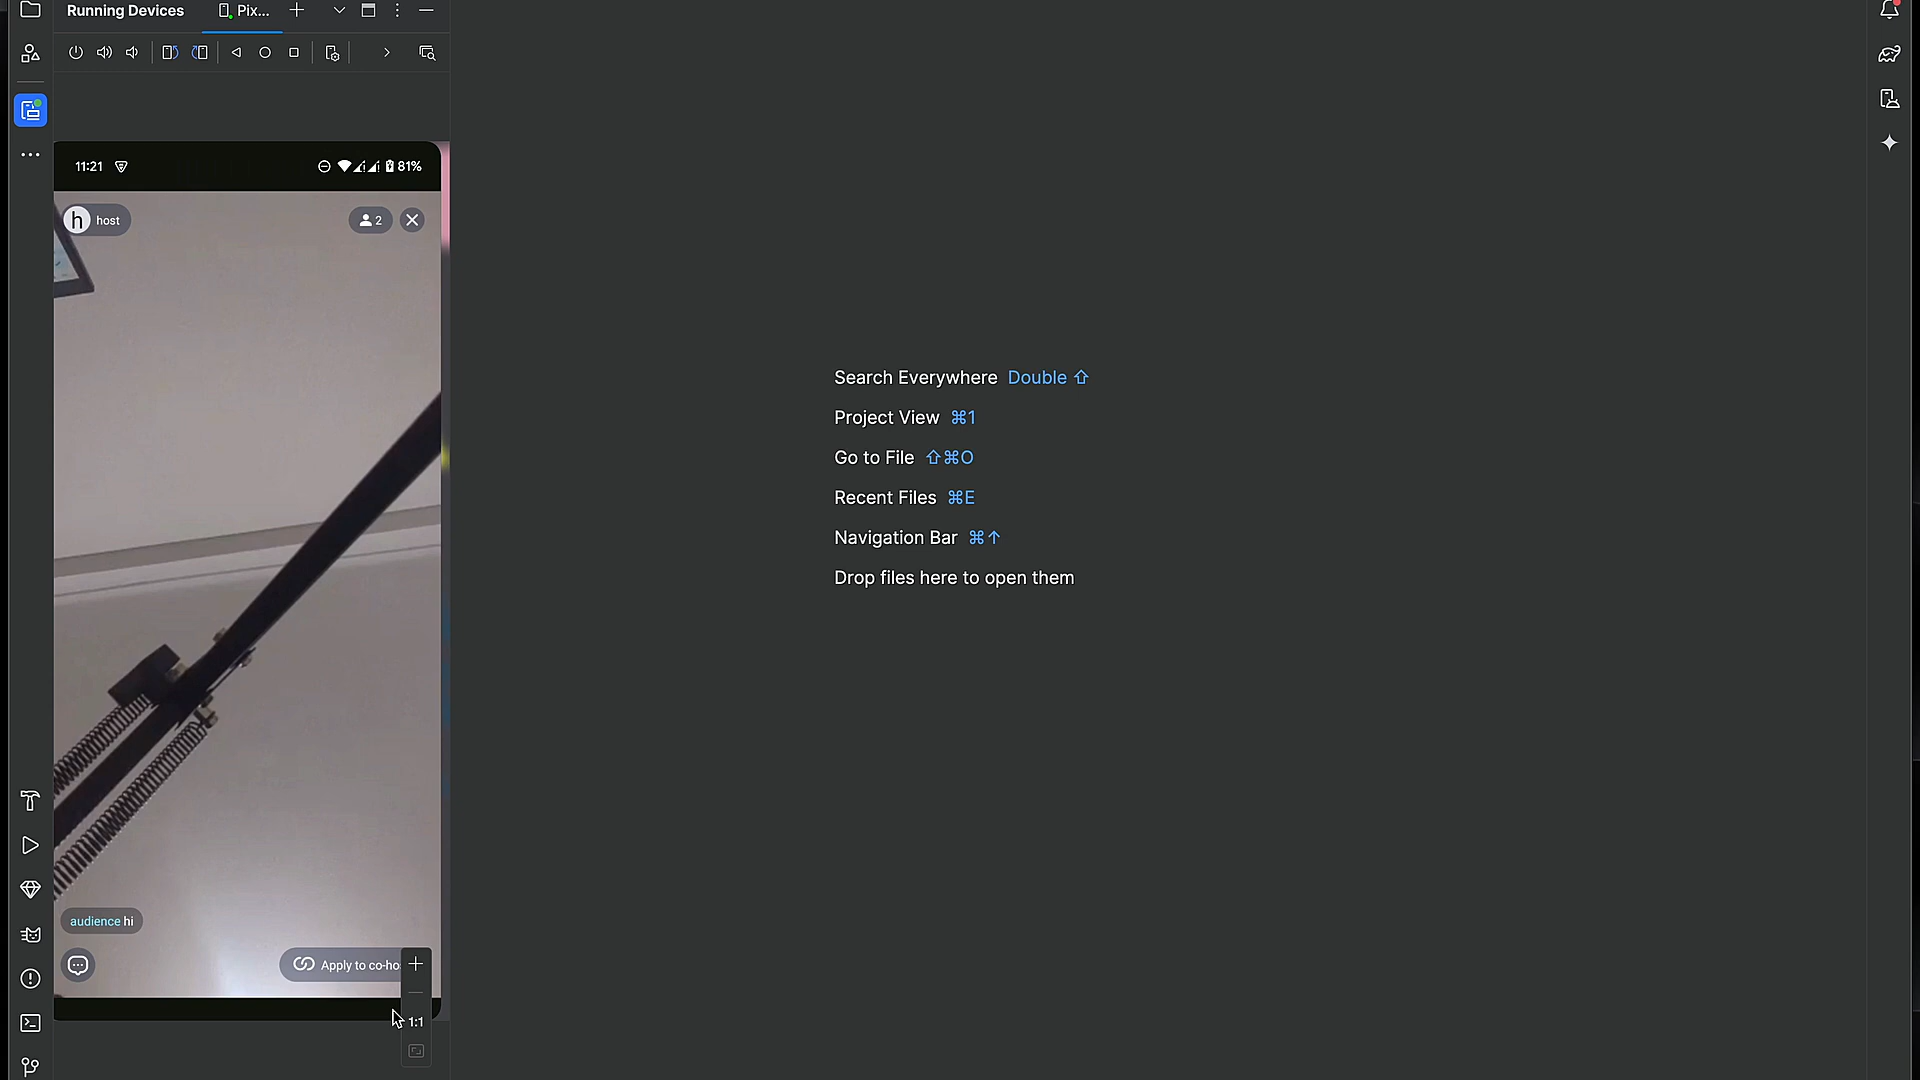 Running Devices Pix...
11:21 81%
h host 2
audience hi
Apply to co-ho
1:1
Search Everywhere Double ⇧
Project View ⌘1
Go to File ⇧⌘O
Recent Files ⌘E
Navigation Bar ⌘↑
Drop files here to open them